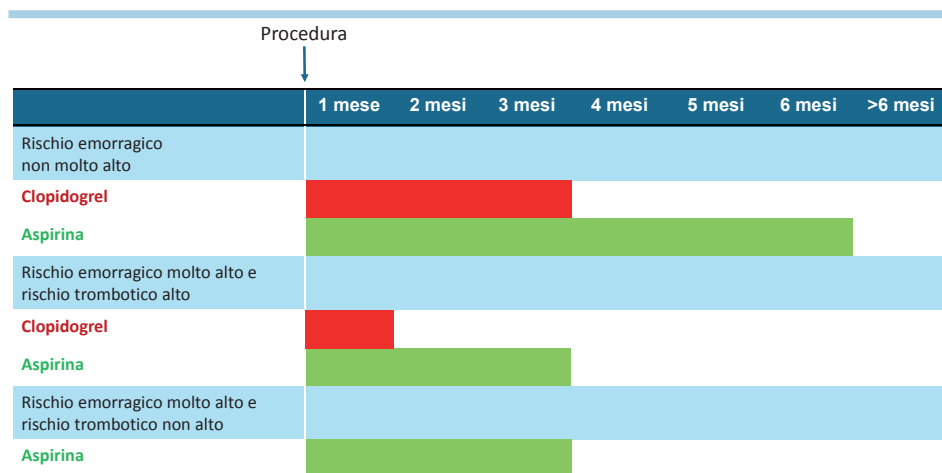 Procedura
1 mese 2 mesi 3 mesi 4 mesi 5 mesi 6 mesi >6 mesi
Rischio emorragico
non molto alto
Clopidogrel
Aspirina
Rischio emorragico molto alto e
rischio trombotico alto
Clopidogrel
Aspirina
Rischio emorragico molto alto e
rischio trombotico non alto
Aspirina